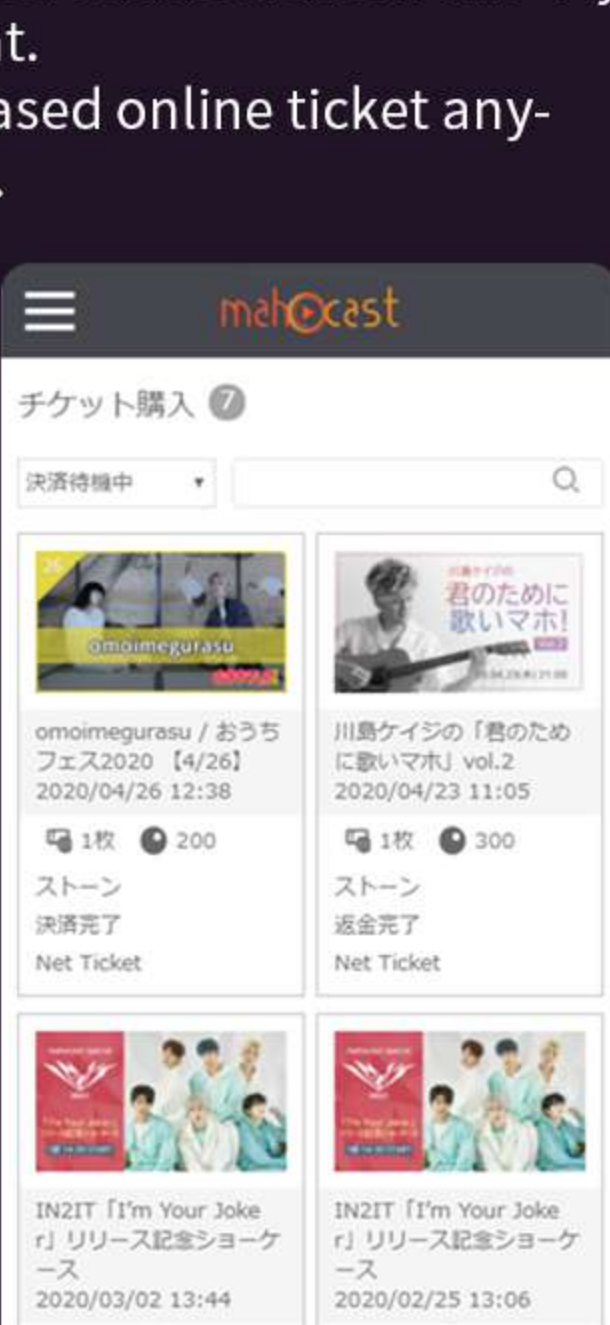 t.
ased online ticket any-
mahocast
チケット購入 7
決済待機中
26
omoimegurasu
川島ケイジの
君のために
歌いマホ!
omoimegurasu / おうち
フェス2020 【4/26】
2020/04/26 12:38
川島ケイジの「君のため
に歌いマホ」vol.2
2020/04/23 11:05
1枚 200
ストーン
決済完了
Net Ticket
1枚 300
ストーン
返金完了
Net Ticket
IN2IT「I'm Your Joke
r」リリース記念ショーケ
ース
2020/03/02 13:44
IN2IT「I'm Your Joke
r」リリース記念ショーケ
ース
2020/02/25 13:06